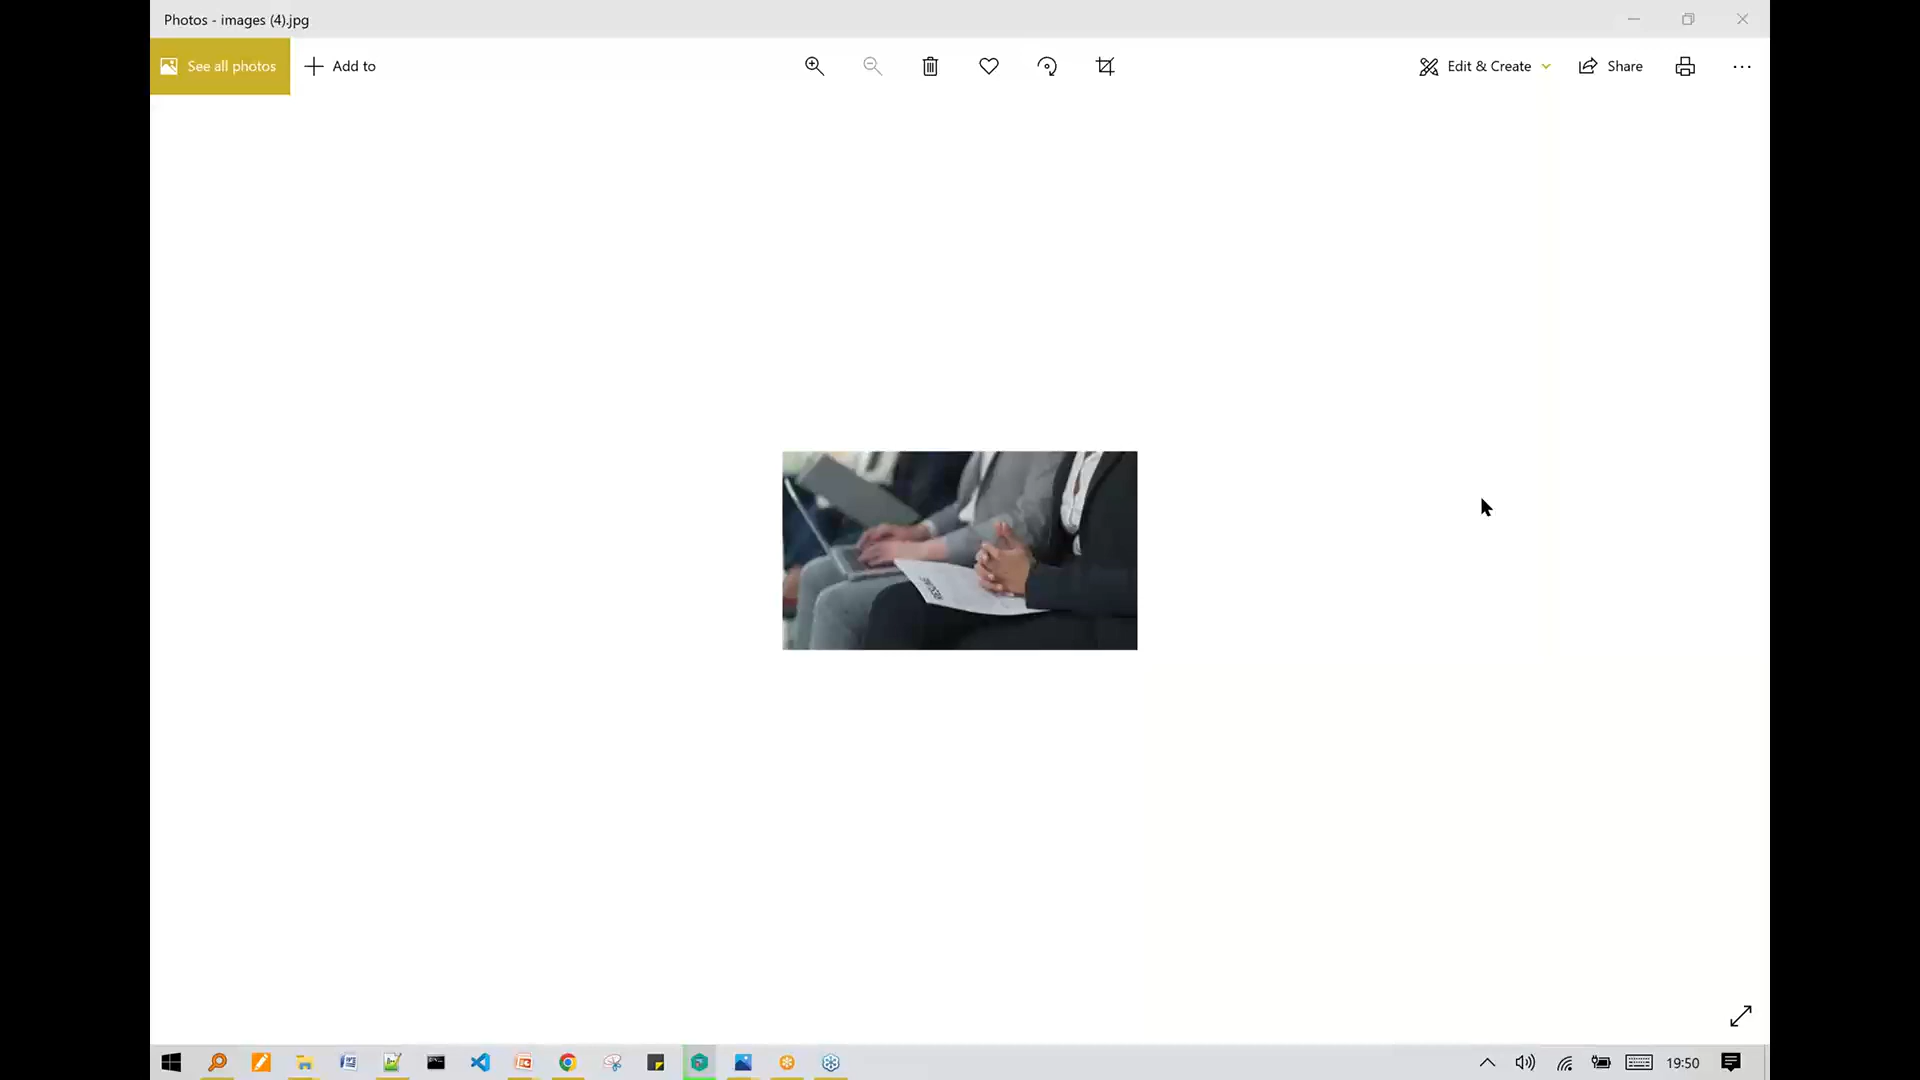 Photos - images (4).jpg
See all photos
Add to
Edit & Create
Share
19:50